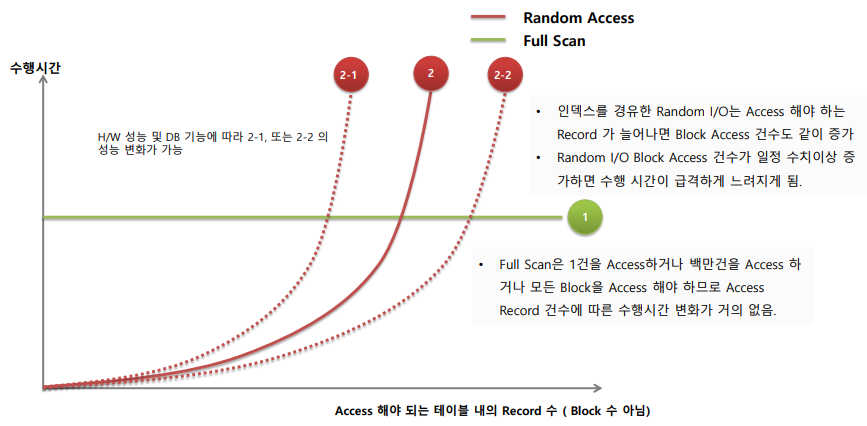 Random Access
Full Scan
수행시간
2-1
2
2-2
H/W 성능 및 DB 기능에 따라 2-1, 또는 2-2 의
성능 변화가 가능
• 인덱스를 경유한 Random I/O는 Access 해야 하는
Record 가 늘어나면 Block Access 건수도 같이 증가
• Random I/O Block Access 건수가 일정 수치이상 증
가하면 수행 시간이 급격하게 느려지게 됨.
1
• Full Scan은 1건을 Access하거나 백만건을 Access 하
거나 모든 Block을 Access 해야 하므로 Access
Record 건수에 따른 수행시간 변화가 거의 없음.
Access 해야 되는 테이블 내의 Record 수 ( Block 수 아님)